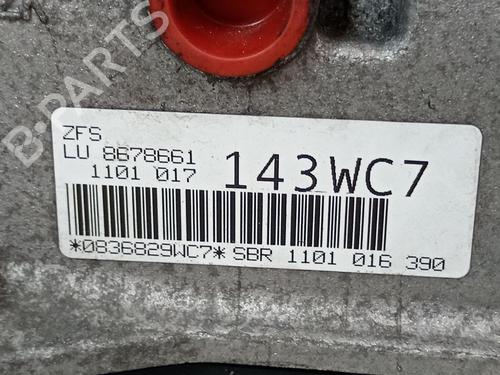 B-PARTS
ZFS
LU 8678661
1101 017
143WC7
*0836829WC7* SBR 1101 016 390